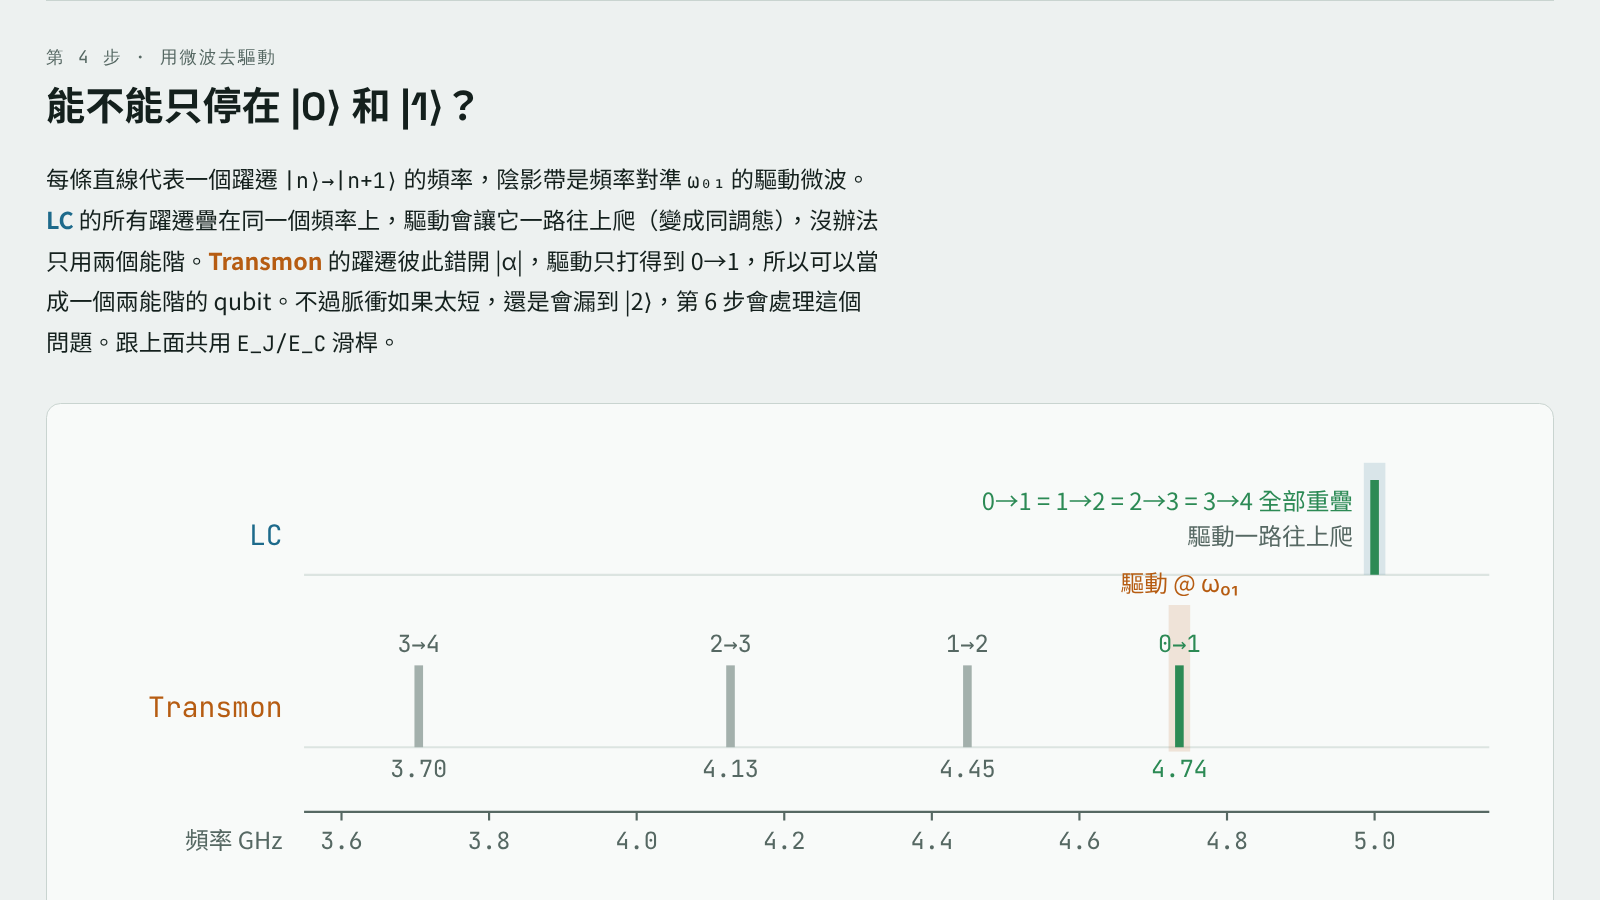 第 4 步 · 用微波去驅動
能不能只停在 |0⟩ 和 |1⟩？
每條直線代表一個躍遷 |n⟩→|n+1⟩ 的頻率，陰影帶是頻率對準 ω₀₁ 的驅動微波。
LC 的所有躍遷疊在同一個頻率上，驅動會讓它一路往上爬（變成同調態），沒辦法
只用兩個能階。Transmon 的躍遷彼此錯開 |α|，驅動只打得到 0→1，所以可以當
成一個兩能階的 qubit。不過脈衝如果太短，還是會漏到 |2⟩，第 6 步會處理這個
問題。跟上面共用 E_J/E_C 滑桿。
0→1 = 1→2 = 2→3 = 3→4 全部重疊
LC
驅動一路往上爬
驅動 @ ω₀₁
3→4
2→3
1→2
0→1
Transmon
3.70
4.13
4.45
4.74
頻率 GHz
3.6
3.8
4.0
4.2
4.4
4.6
4.8
5.0